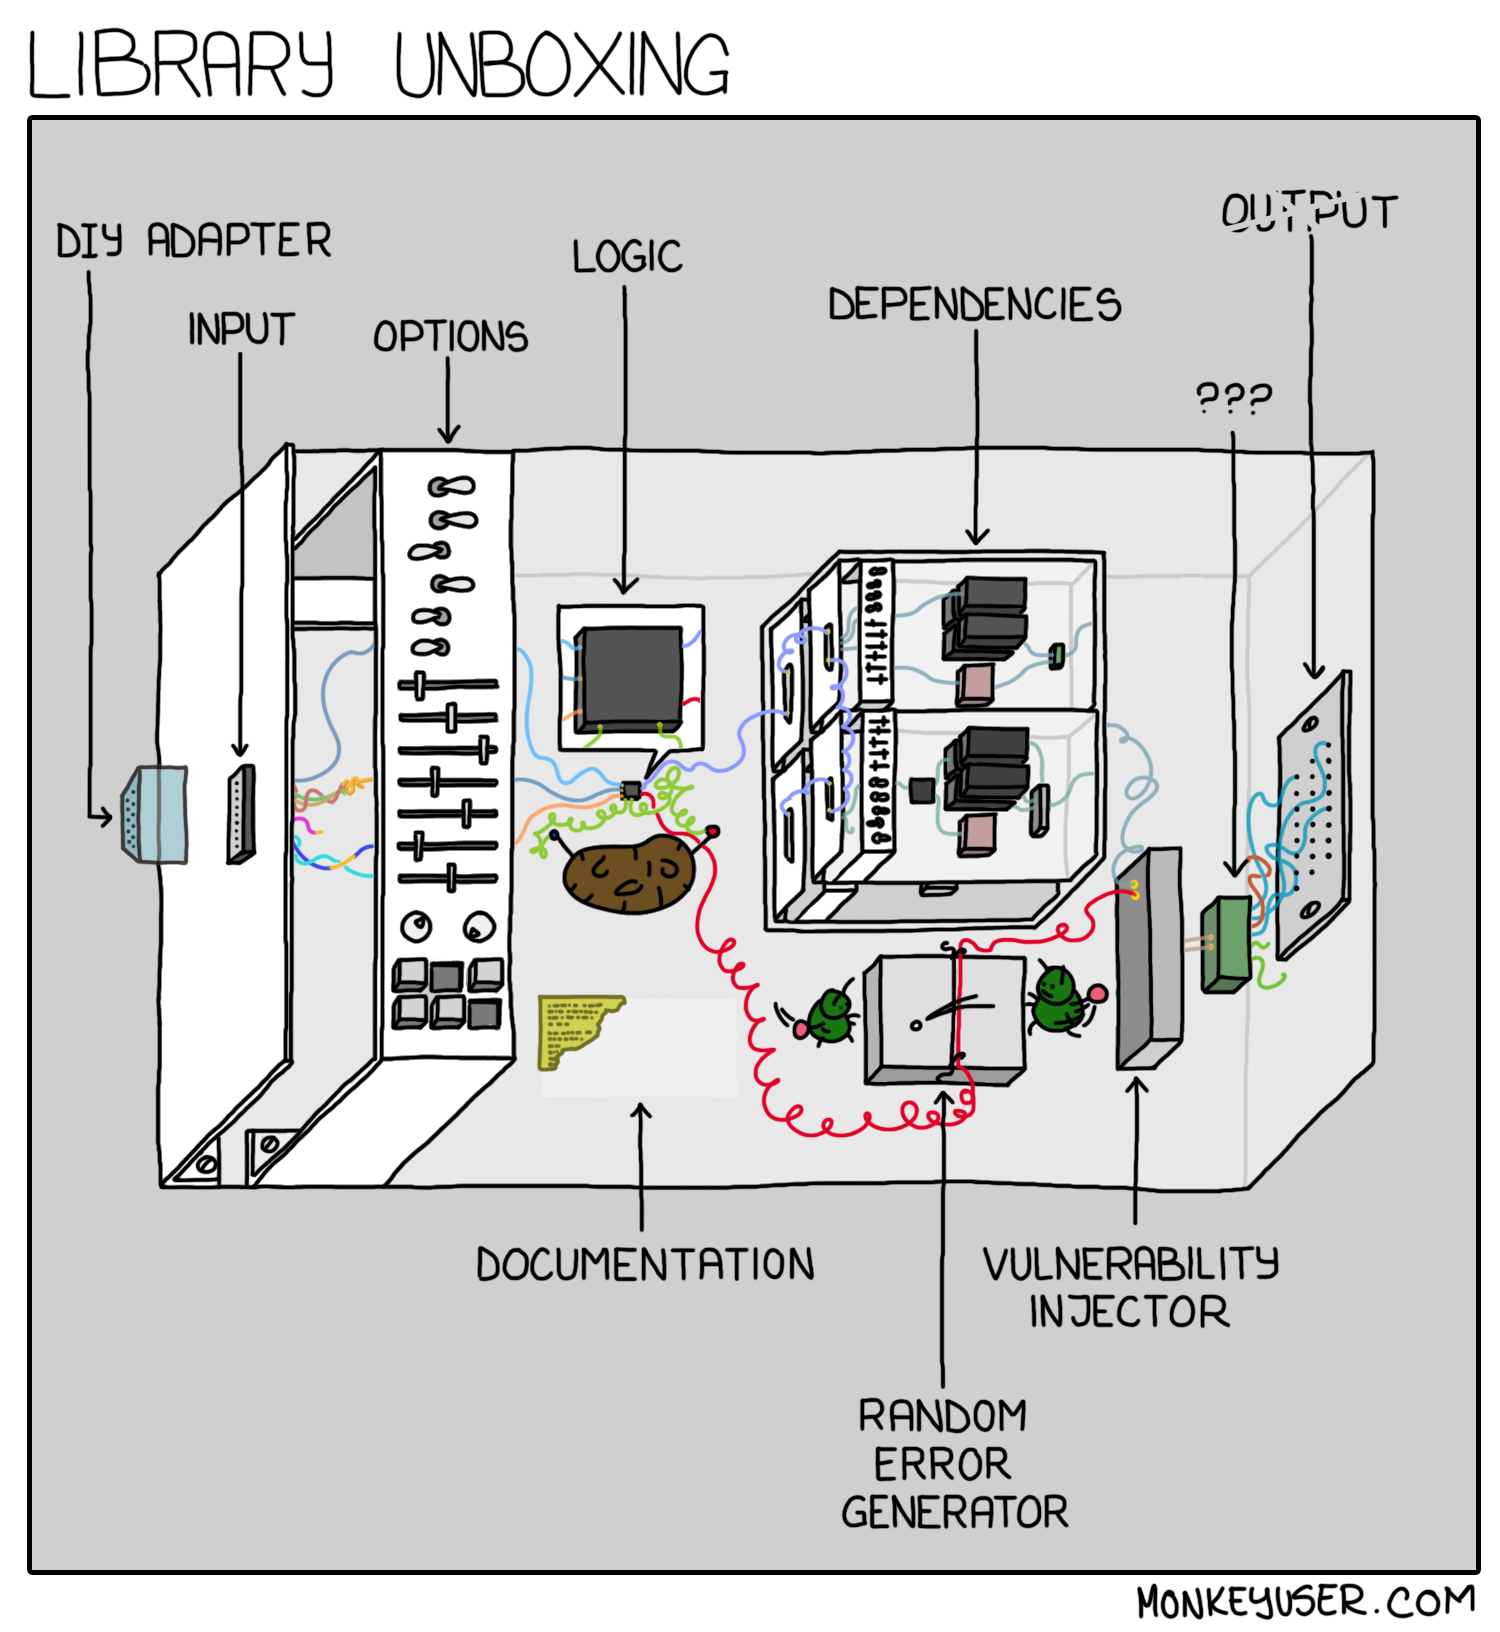 LIBRARY UNBOXING
OUTPUT
DIY ADAPTER
LOGIC
DEPENDENCIES
INPUT
OPTIONS
???
DOCUMENTATION
VULNERABILITY
INJECTOR
RANDOM
ERROR
GENERATOR
MONKEYUSER.COM